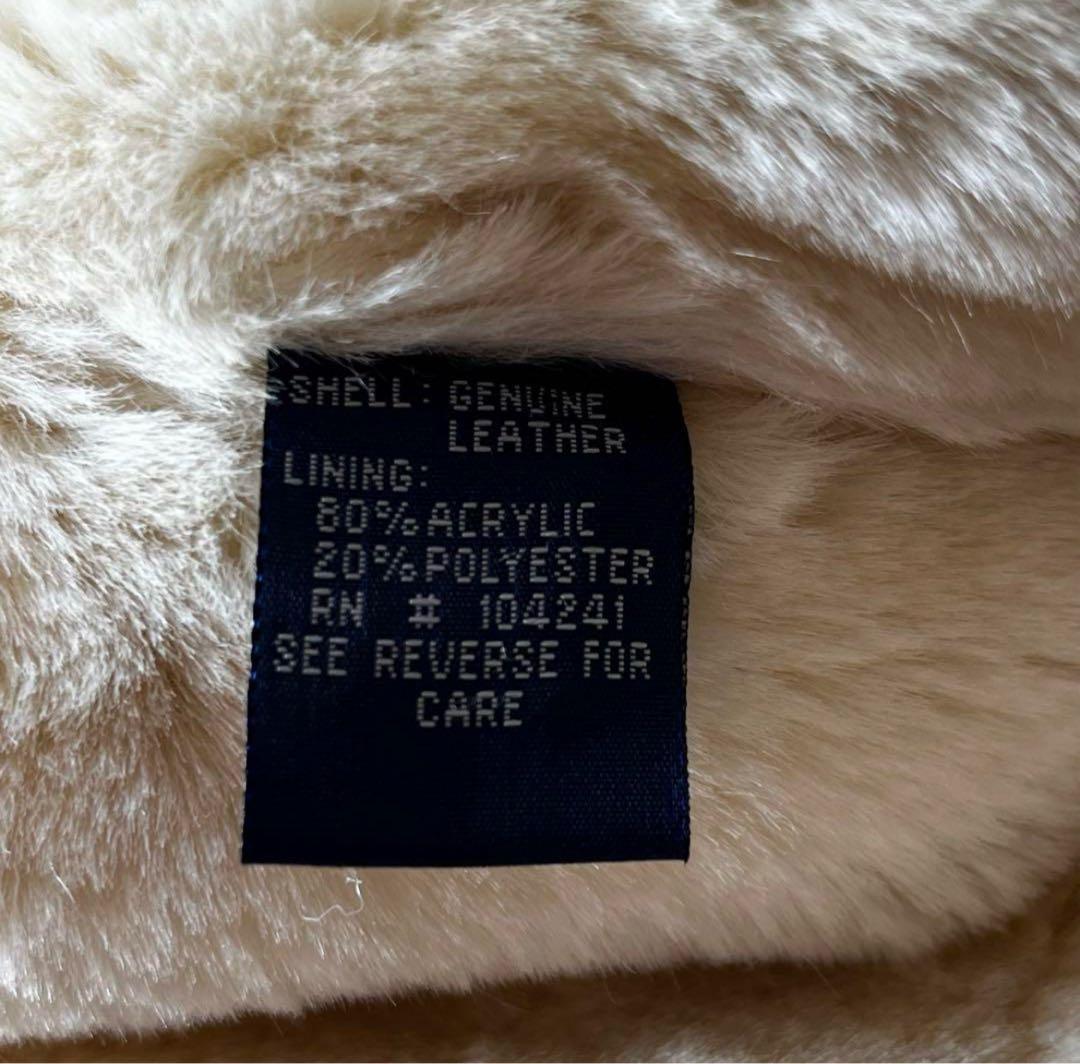 SHELL: GENUINE
LEATHER
LINING:
80% ACRYLIC
20% POLYESTER
RN # 104241
SEE REVERSE FOR
CARE